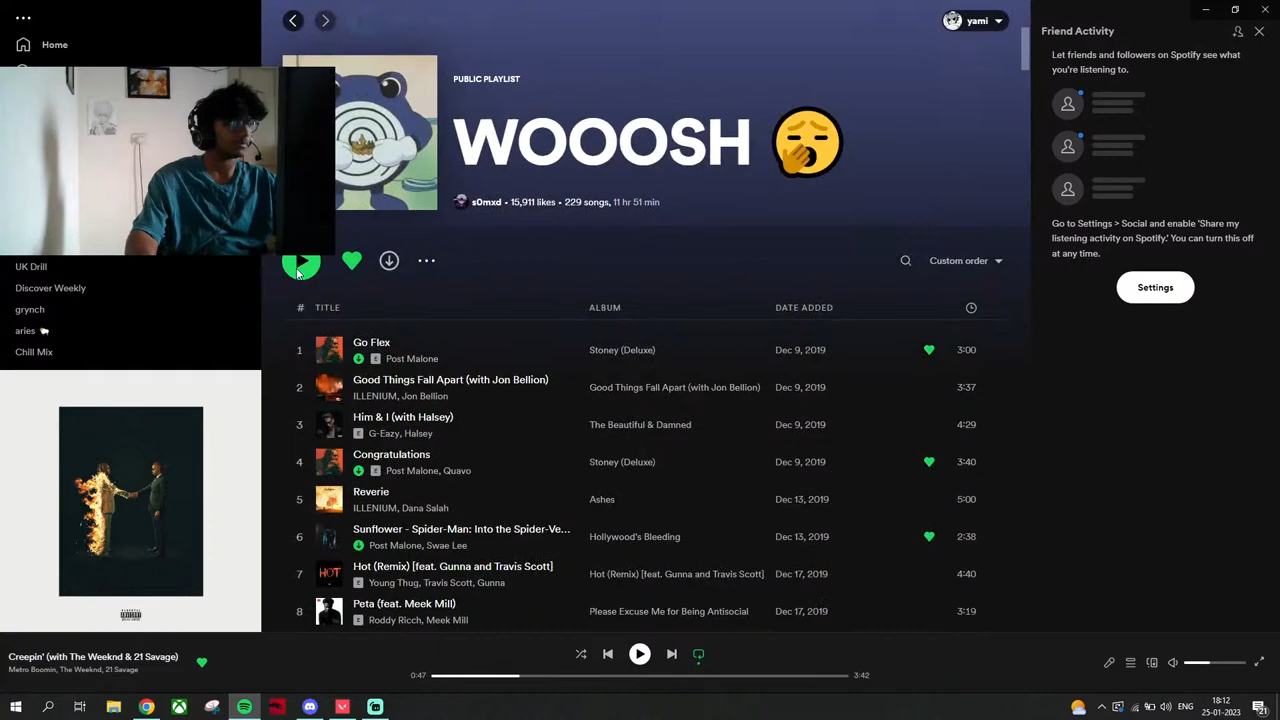 Home
yami
Friend Activity
Let friends and followers on Spotify see what
you're listening to.
PUBLIC PLAYLIST
WOOOSH 🥱
s0mxd • 15,911 likes • 229 songs, 11 hr 51 min
Go to Settings > Social and enable 'Share my
listening activity on Spotify.' You can turn this off
at any time.
Settings
UK Drill
Discover Weekly
grynch
aries
Chill Mix
Custom order
# TITLE ALBUM DATE ADDED
1 Go Flex Stoney (Deluxe) Dec 9, 2019 3:00
E Post Malone
2 Good Things Fall Apart (with Jon Bellion) Good Things Fall Apart (with Jon Bellion) Dec 9, 2019 3:37
ILLENIUM, Jon Bellion
3 Him & I (with Halsey) The Beautiful & Damned Dec 9, 2019 4:29
E G-Eazy, Halsey
4 Congratulations Stoney (Deluxe) Dec 9, 2019 3:40
E Post Malone, Quavo
5 Reverie Ashes Dec 13, 2019 5:00
ILLENIUM, Dana Salah
6 Sunflower - Spider-Man: Into the Spider-Ve... Hollywood's Bleeding Dec 13, 2019 2:38
Post Malone, Swae Lee
7 Hot (Remix) [feat. Gunna and Travis Scott] Hot (Remix) [feat. Gunna and Travis Scott] Dec 17, 2019 4:40
E Young Thug, Travis Scott, Gunna
8 Peta (feat. Meek Mill) Please Excuse Me for Being Antisocial Dec 17, 2019 3:19
E Roddy Ricch, Meek Mill
Creepin' (with The Weeknd & 21 Savage)
Metro Boomin, The Weeknd, 21 Savage
0:47 3:42
ENG
18:12
25-01-2023